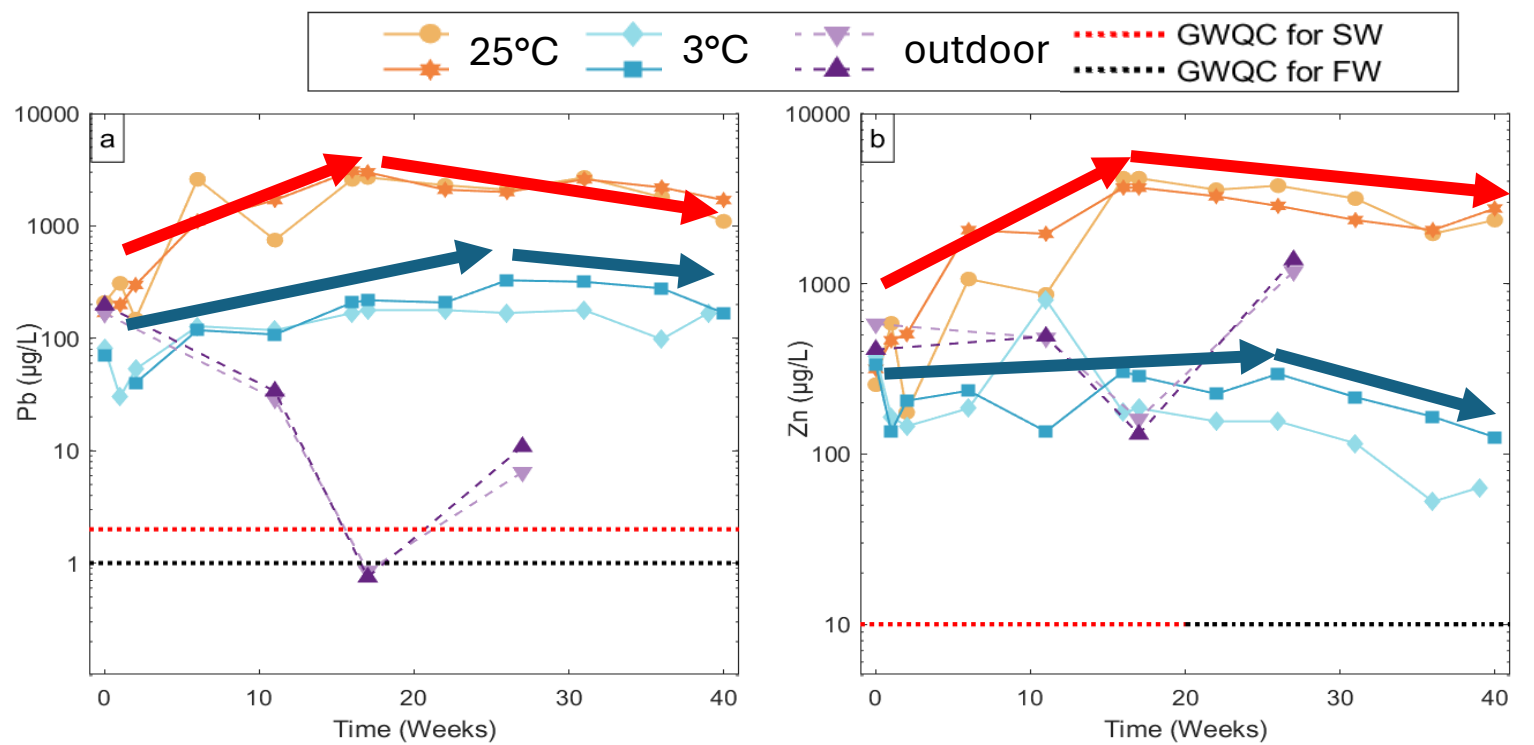 25°C 3°C outdoor
GWQC for SW
GWQC for FW
a
Pb (µg/L)
10000
1000
100
10
1
0 10 20 30 40
Time (Weeks)
b
Zn (µg/L)
10000
1000
100
10
0 10 20 30 40
Time (Weeks)